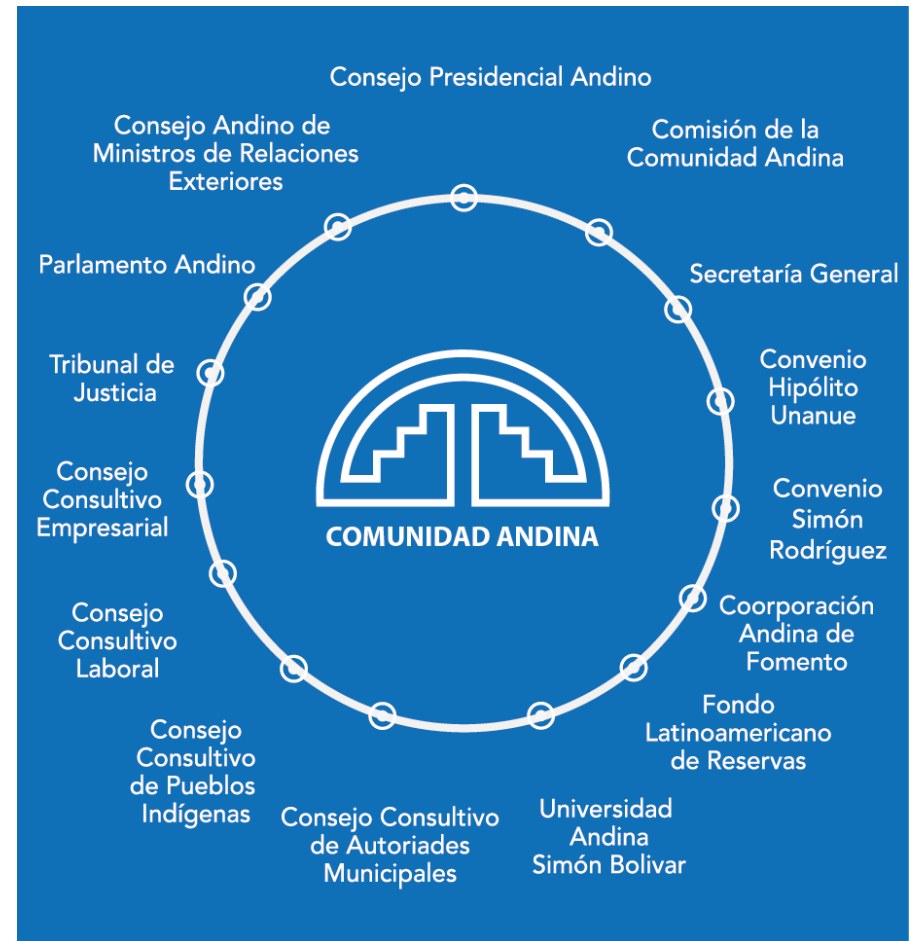 Consejo Presidencial Andino
Comisión de la
Comunidad Andina
Secretaría General
Convenio
Hipólito
Unanue
Convenio
Simón
Rodríguez
Coorporación
Andina de
Fomento
Fondo
Latinoamericano
de Reservas
Universidad
Andina
Simón Bolivar
Consejo Consultivo
de Autoriades
Municipales
Consejo
Consultivo
de Pueblos
Indígenas
Consejo
Consultivo
Laboral
Consejo
Consultivo
Empresarial
Tribunal de
Justicia
Parlamento Andino
Consejo Andino de
Ministros de Relaciones
Exteriores
COMUNIDAD ANDINA